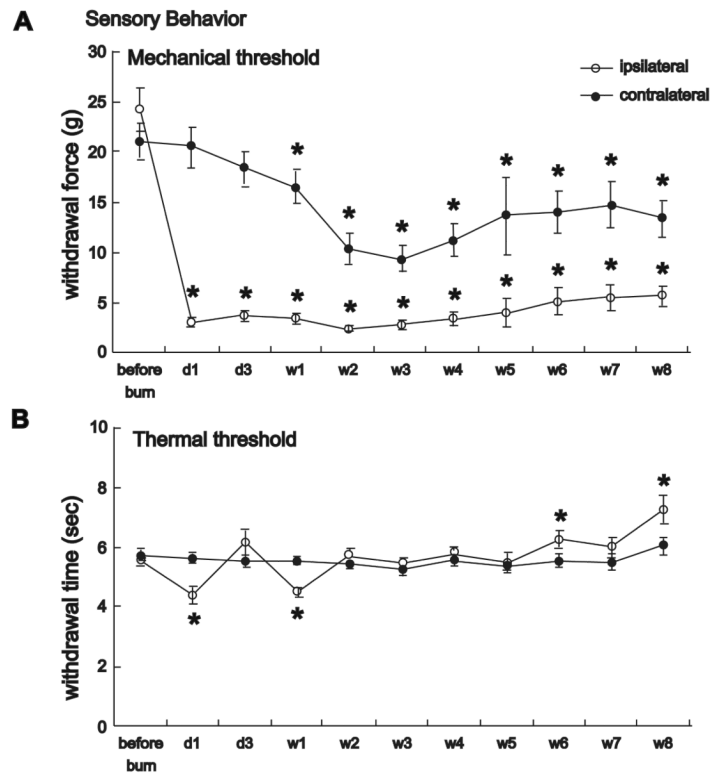 A
Sensory Behavior
Mechanical threshold
ipsilateral
contralateral
withdrawal force (g)
30
25
20
15
10
5
0
* * * * * * * *
* * * * * * * * * *
before burn d1 d3 w1 w2 w3 w4 w5 w6 w7 w8
B
Thermal threshold
withdrawal time (sec)
10
8
6
4
2
0
* * * *
before burn d1 d3 w1 w2 w3 w4 w5 w6 w7 w8